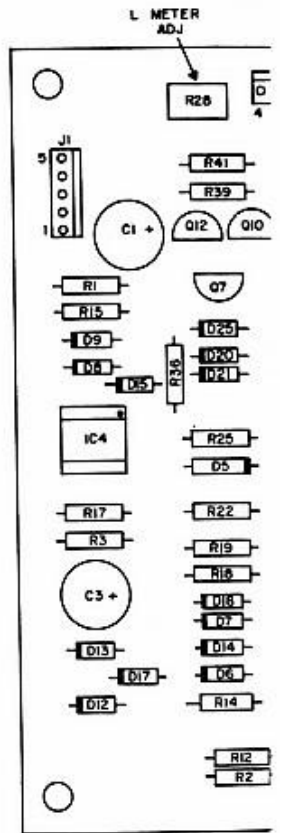 L METER
ADJ
R28
4
J1
5
1
R41
R39
C1 +
Q12
Q10
R1
Q7
R15
D9
D25
D8
D20
D15
R36
D21
IC4
R25
D5
R17
R22
R3
R19
R18
C3 +
D16
D7
D13
D14
D17
D6
D12
R14
R12
R2